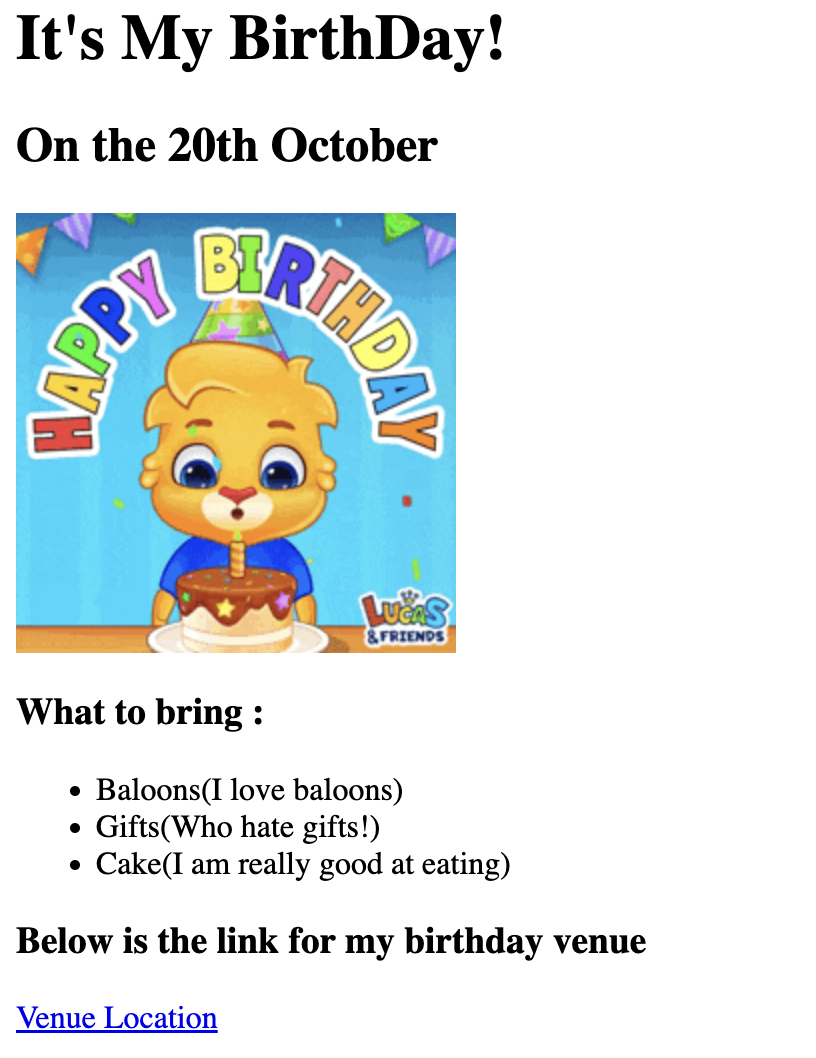 It's My BirthDay!
On the 20th October
HAPPY BIRTHDAY
LUCAS
& FRIENDS
What to bring :
Baloons(I love baloons)
Gifts(Who hate gifts!)
Cake(I am really good at eating)
Below is the link for my birthday venue
Venue Location